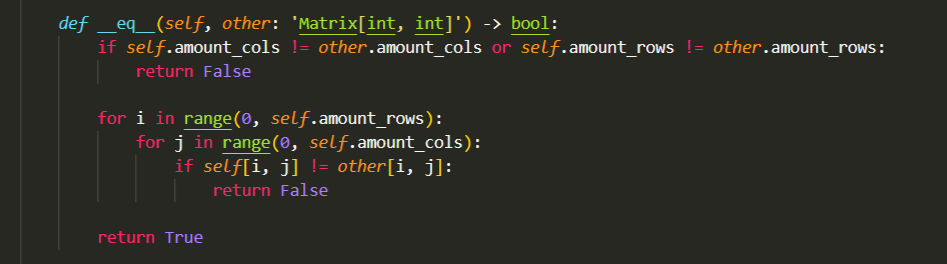 def __eq__(self, other: 'Matrix[int, int]') -> bool:
if self.amount_cols != other.amount_cols or self.amount_rows != other.amount_rows:
return False
for i in range(0, self.amount_rows):
for j in range(0, self.amount_cols):
if self[i, j] != other[i, j]:
return False
return True